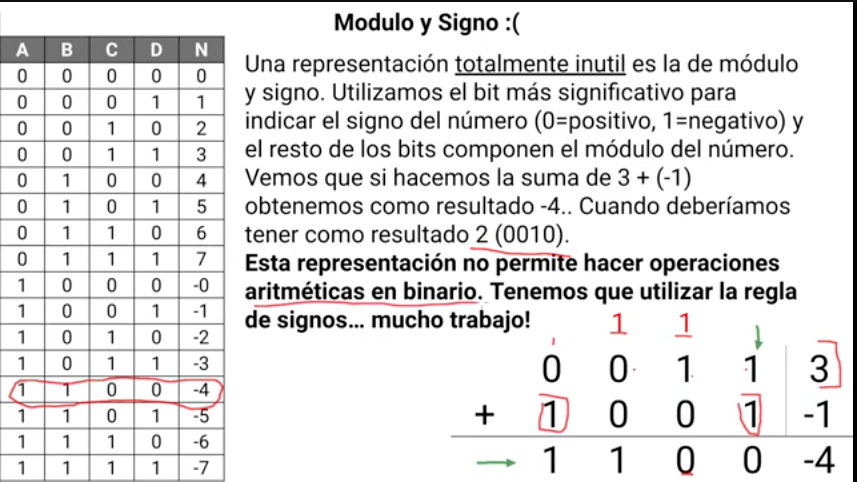 Modulo y Signo :(
A B C D N
0 0 0 0 0
0 0 0 1 1
0 0 1 0 2
0 0 1 1 3
0 1 0 0 4
0 1 0 1 5
0 1 1 0 6
0 1 1 1 7
1 0 0 0 -0
1 0 0 1 -1
1 0 1 0 -2
1 0 1 1 -3
1 1 0 0 -4
1 1 0 1 -5
1 1 1 0 -6
1 1 1 1 -7
Una representación totalmente inutil es la de módulo
y signo. Utilizamos el bit más significativo para
indicar el signo del número (0=positivo, 1=negativo) y
el resto de los bits componen el módulo del número.
Vemos que si hacemos la suma de 3 + (-1)
obtenemos como resultado -4.. Cuando deberíamos
tener como resultado 2 (0010).
Esta representación no permite hacer operaciones
aritméticas en binario. Tenemos que utilizar la regla
de signos... mucho trabajo!
1 1
0 0 1 1 3
+ 1 0 0 1 -1
1 1 0 0 -4